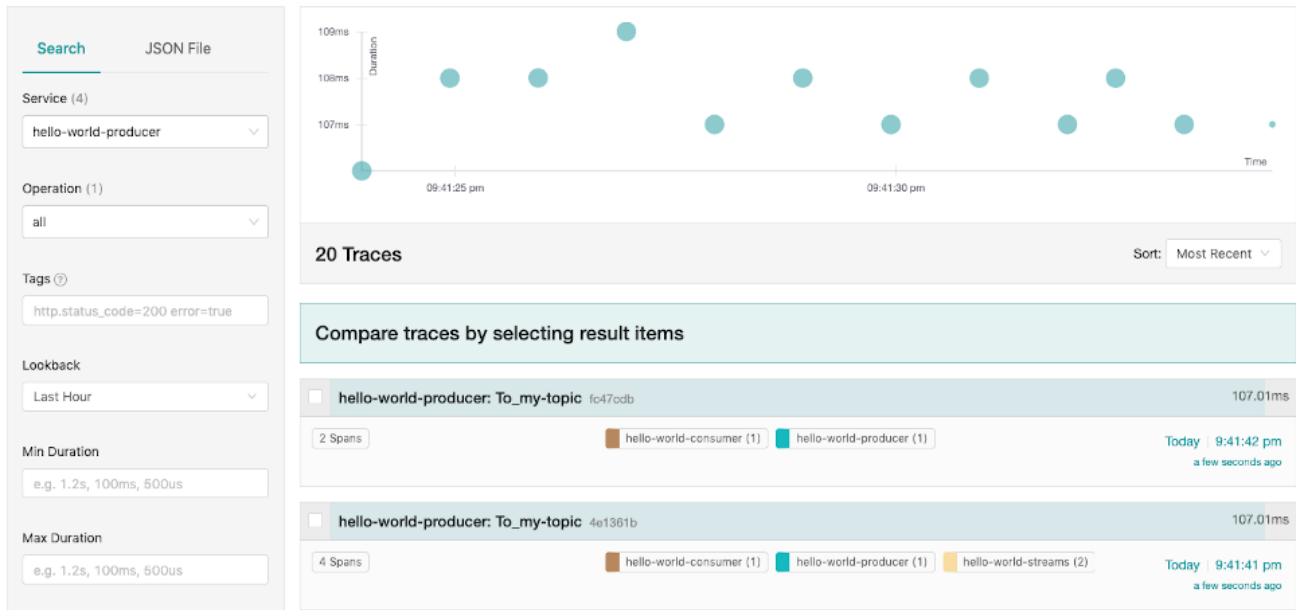 Search
JSON File
Service (4)
hello-world-producer
Operation (1)
all
Tags ?
http.status_code=200 error=true
Lookback
Last Hour
Min Duration
e.g. 1.2s, 100ms, 500us
Max Duration
e.g. 1.2s, 100ms, 500us
109ms
108ms
107ms
Duration
Time
09:41:25 pm
09:41:30 pm
20 Traces
Sort: Most Recent
Compare traces by selecting result items
hello-world-producer: To_my-topic fc47cdb
107.01ms
2 Spans
hello-world-consumer (1)
hello-world-producer (1)
Today | 9:41:42 pm
a few seconds ago
hello-world-producer: To_my-topic 4e1361b
107.01ms
4 Spans
hello-world-consumer (1)
hello-world-producer (1)
hello-world-streams (2)
Today | 9:41:41 pm
a few seconds ago